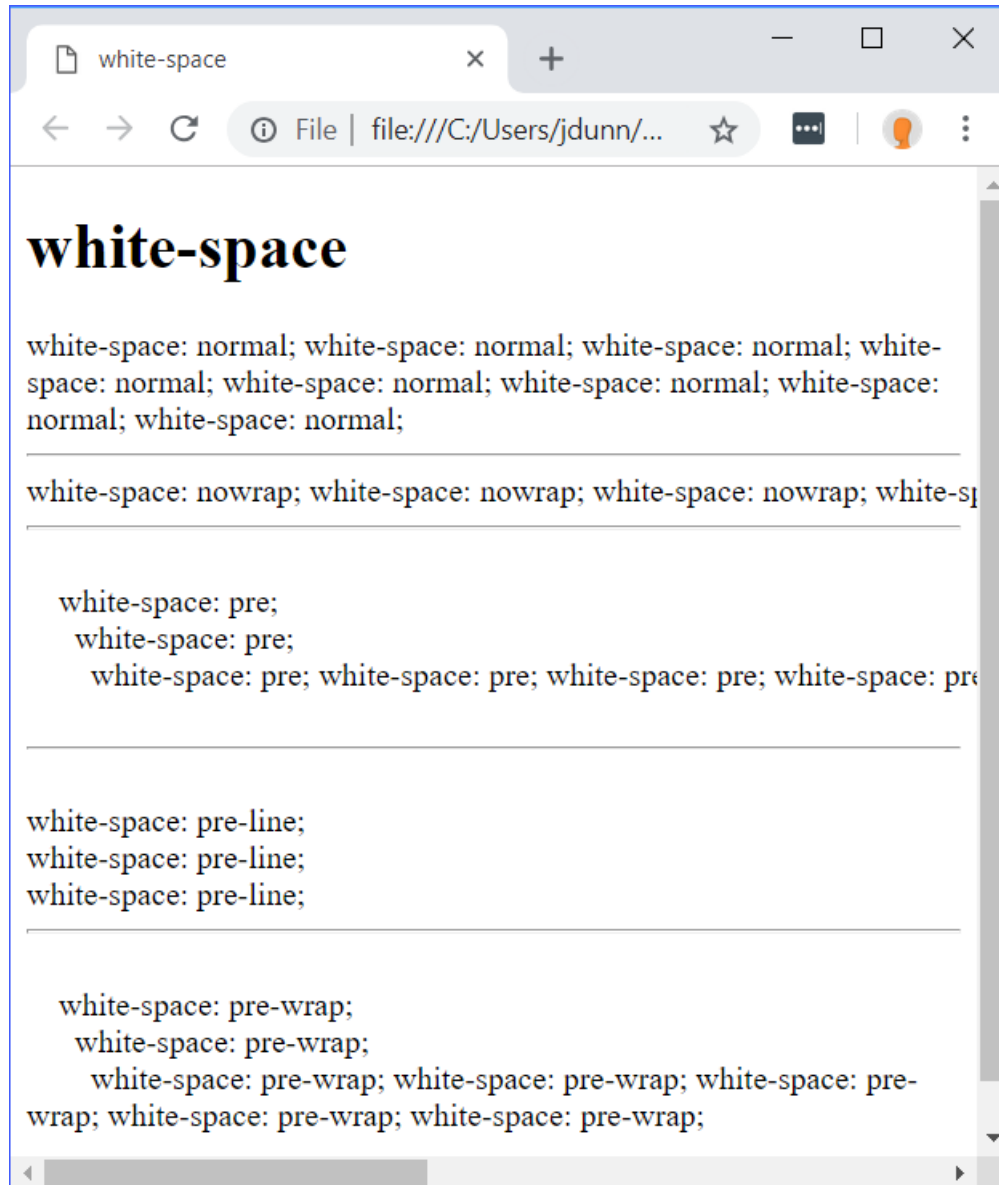 white-space
File | file:///C:/Users/jdunn/...
white-space
white-space: normal; white-space: normal; white-space: normal; white-
space: normal; white-space: normal; white-space: normal; white-space:
normal; white-space: normal;
white-space: nowrap; white-space: nowrap; white-space: nowrap; white-sp
white-space: pre;
white-space: pre;
white-space: pre; white-space: pre; white-space: pre; white-space: pre
white-space: pre-line;
white-space: pre-line;
white-space: pre-line;
white-space: pre-wrap;
white-space: pre-wrap;
white-space: pre-wrap; white-space: pre-wrap; white-space: pre-
wrap; white-space: pre-wrap; white-space: pre-wrap;